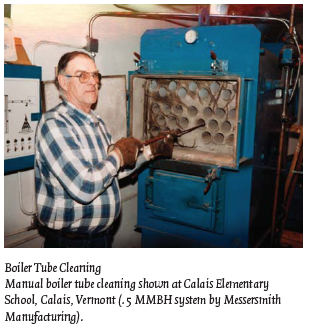 Boiler Tube Cleaning
Manual boiler tube cleaning shown at Calais Elementary
School, Calais, Vermont (.5 MMBH system by Messersmith
Manufacturing).